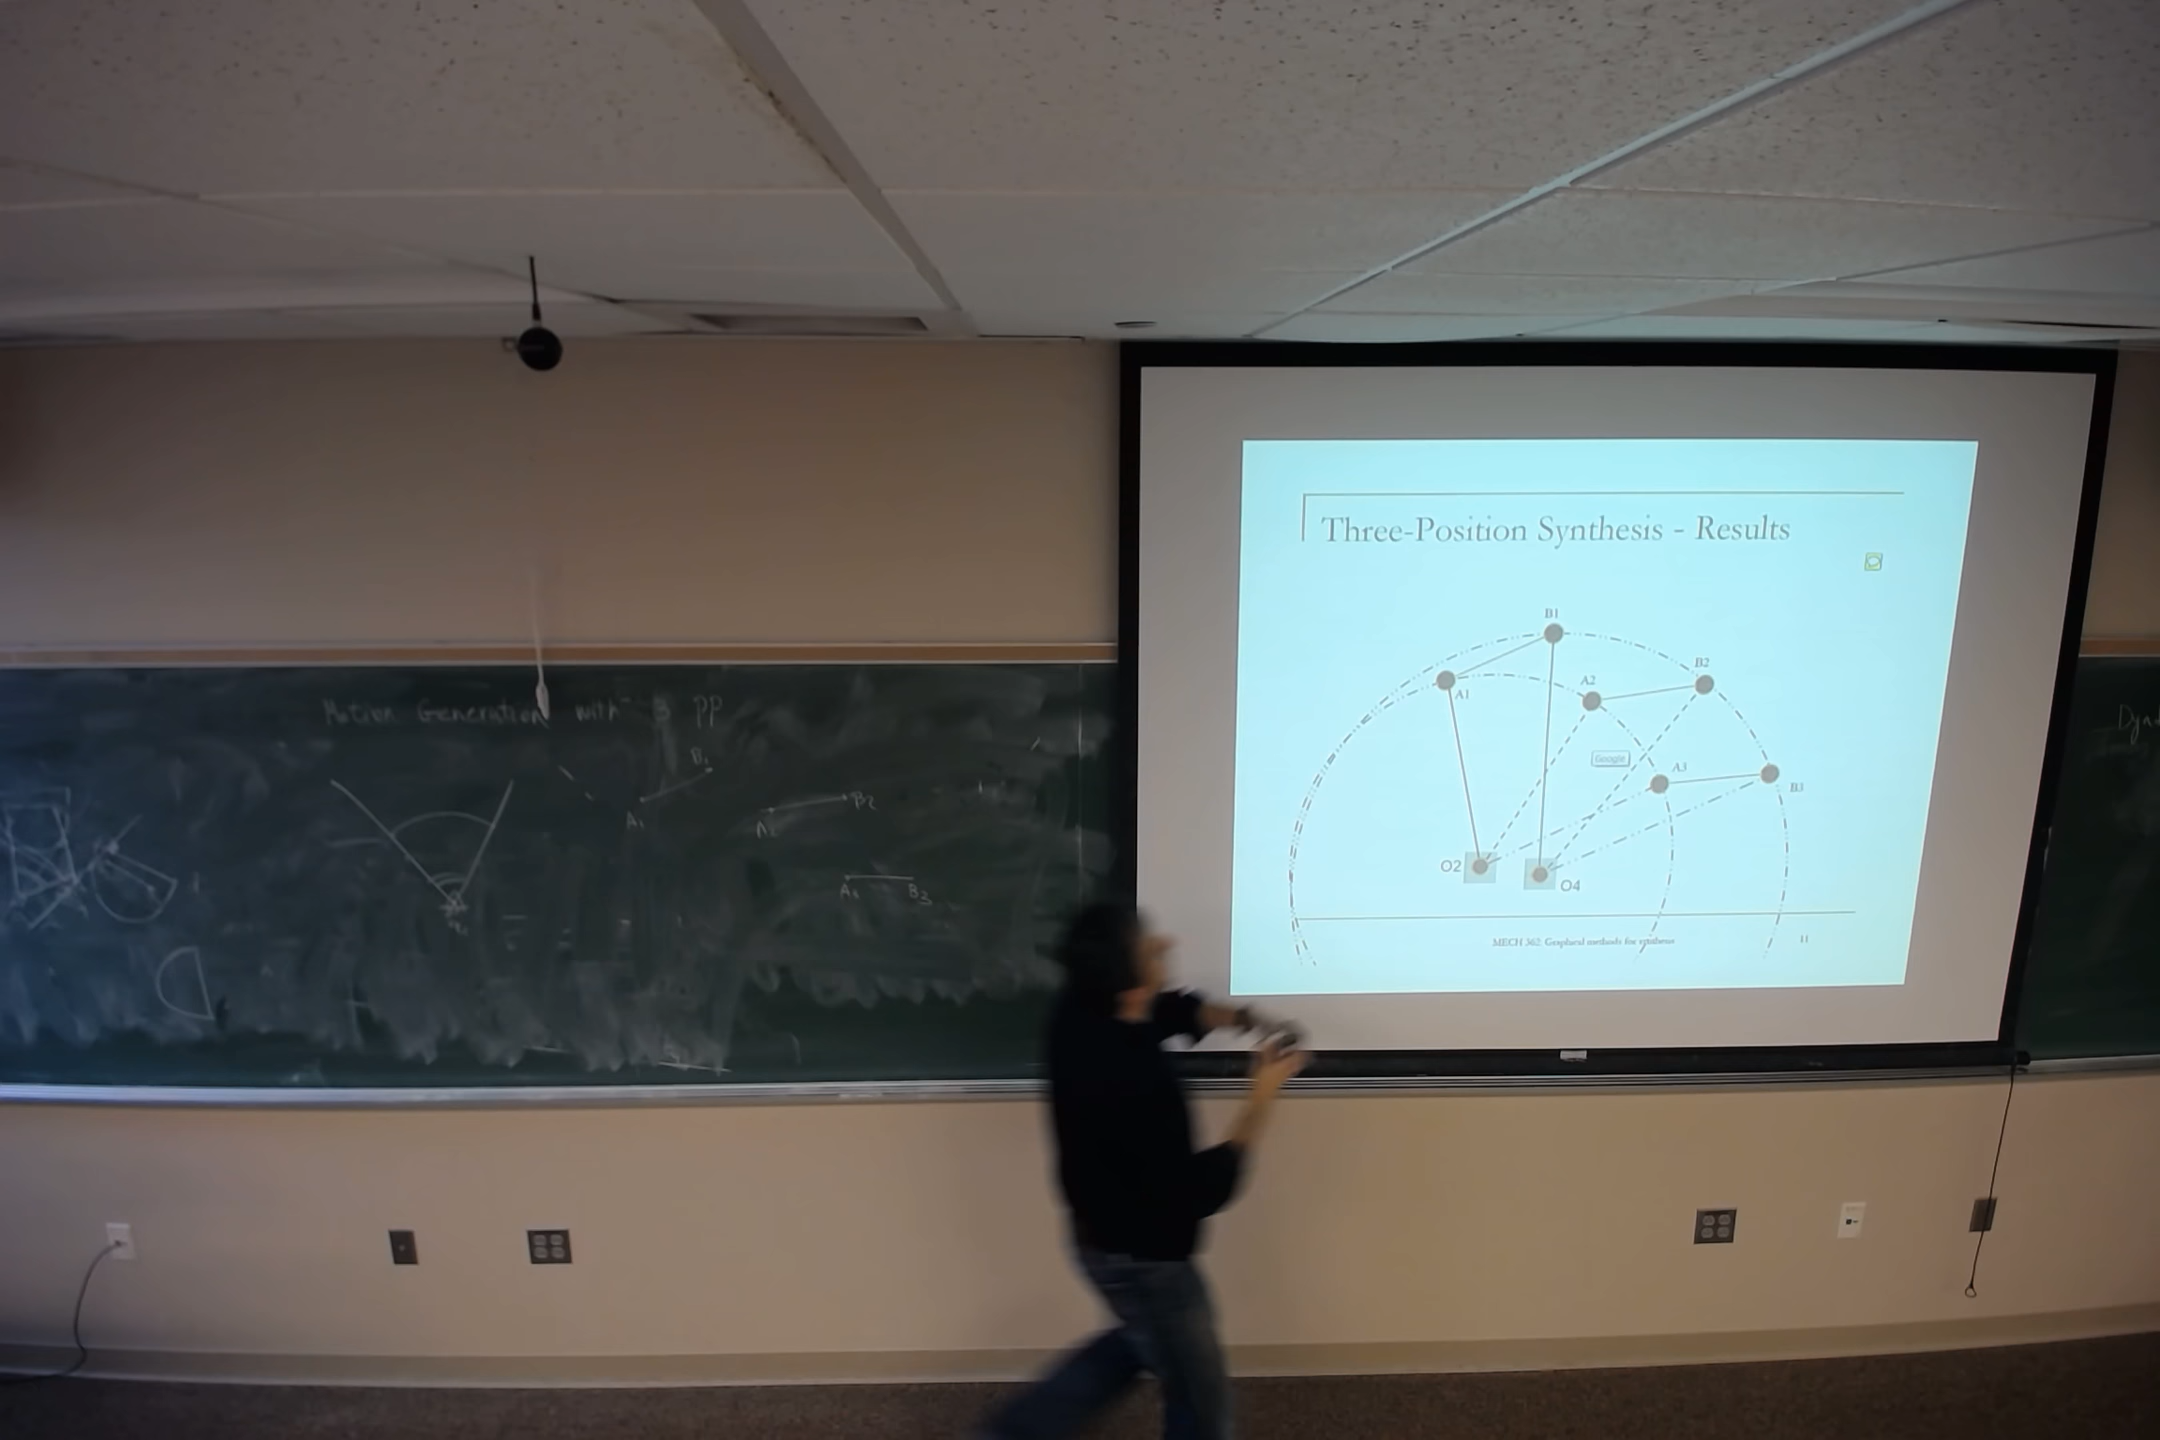 Motion Generation with 3 PP
B1
A1
A2
B2
A3
B3
Three-Position Synthesis - Results
B1
B2
A2
A1
Google
A3
B3
O2
O4
MECH 362: Graphical methods for synthesis
11